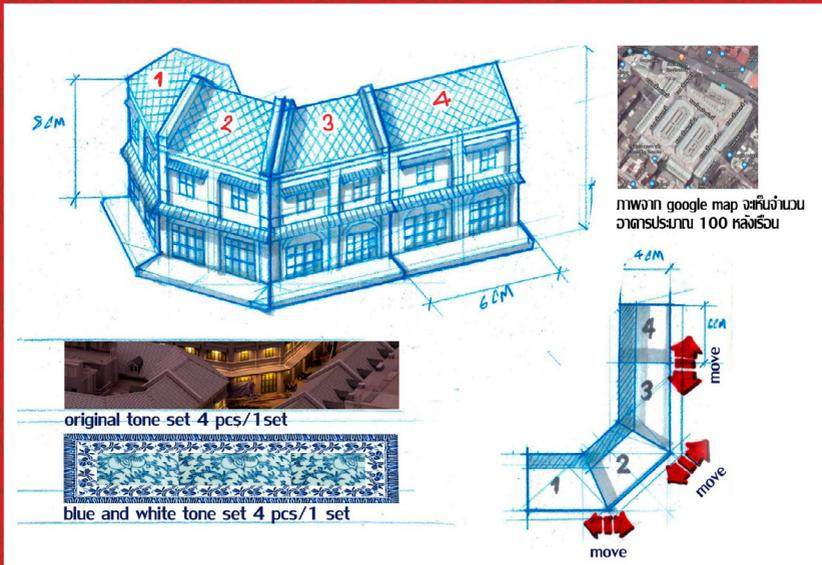 1
2
3
4
8CM
6CM
ภาพจาก google map จะเห็นจำนวน
อาคารประมาณ 100 หลังเรือน
4CM
6CM
4
3
2
1
move
move
move
original tone set 4 pcs/1set
blue and white tone set 4 pcs/1 set